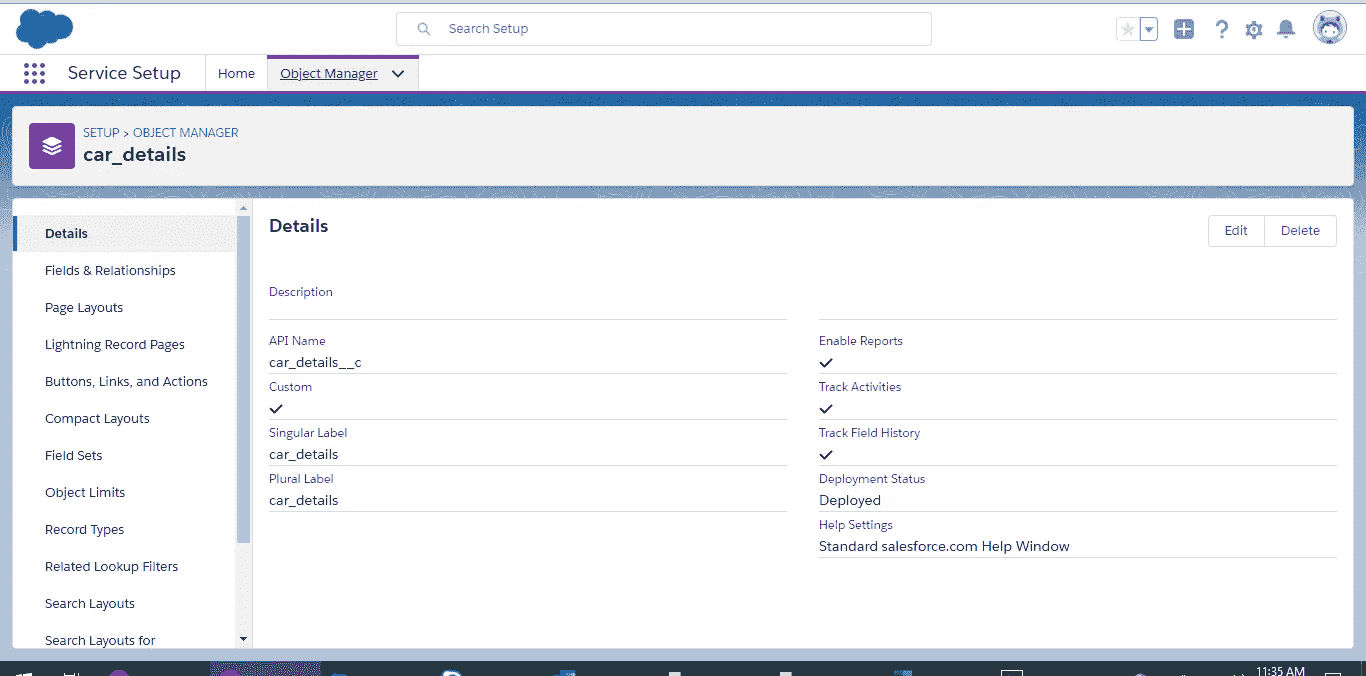 Search Setup
Service Setup
Home
Object Manager
SETUP > OBJECT MANAGER
car_details
Details
Fields & Relationships
Page Layouts
Lightning Record Pages
Buttons, Links, and Actions
Compact Layouts
Field Sets
Object Limits
Record Types
Related Lookup Filters
Search Layouts
Search Layouts for
Details
Edit
Delete
Description
API Name
car_details__c
Custom
Singular Label
car_details
Plural Label
car_details
Enable Reports
Track Activities
Track Field History
Deployment Status
Deployed
Help Settings
Standard salesforce.com Help Window
11:35 AM